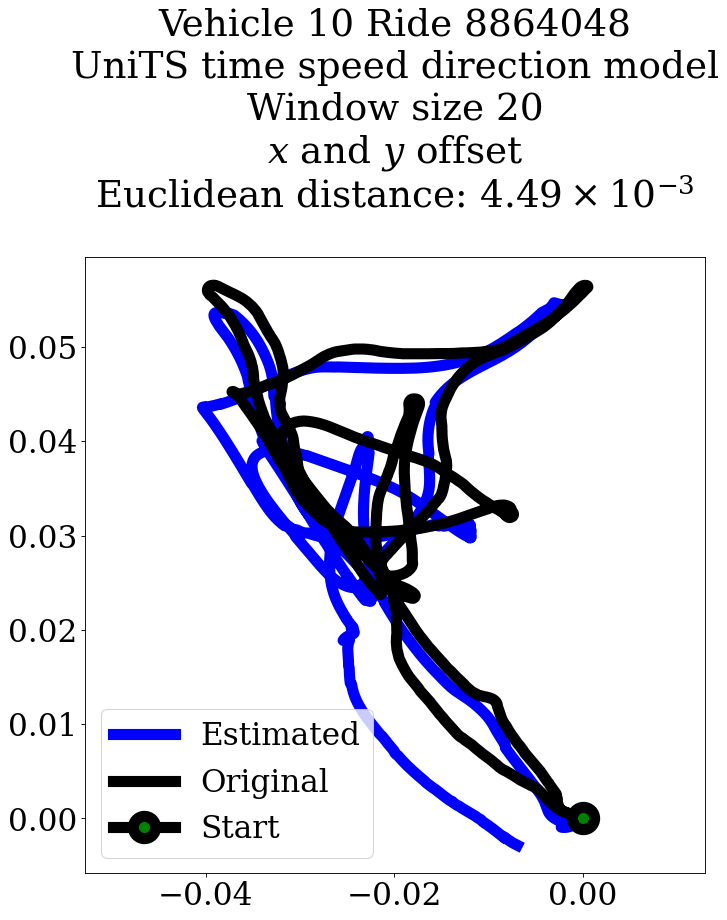 Vehicle 10 Ride 8864048
UniTS time speed direction model
Window size 20
x and y offset
Euclidean distance: 4.49 × 10⁻³
0.05
0.04
0.03
0.02
0.01
0.00
Estimated
Original
Start
−0.04
−0.02
0.00